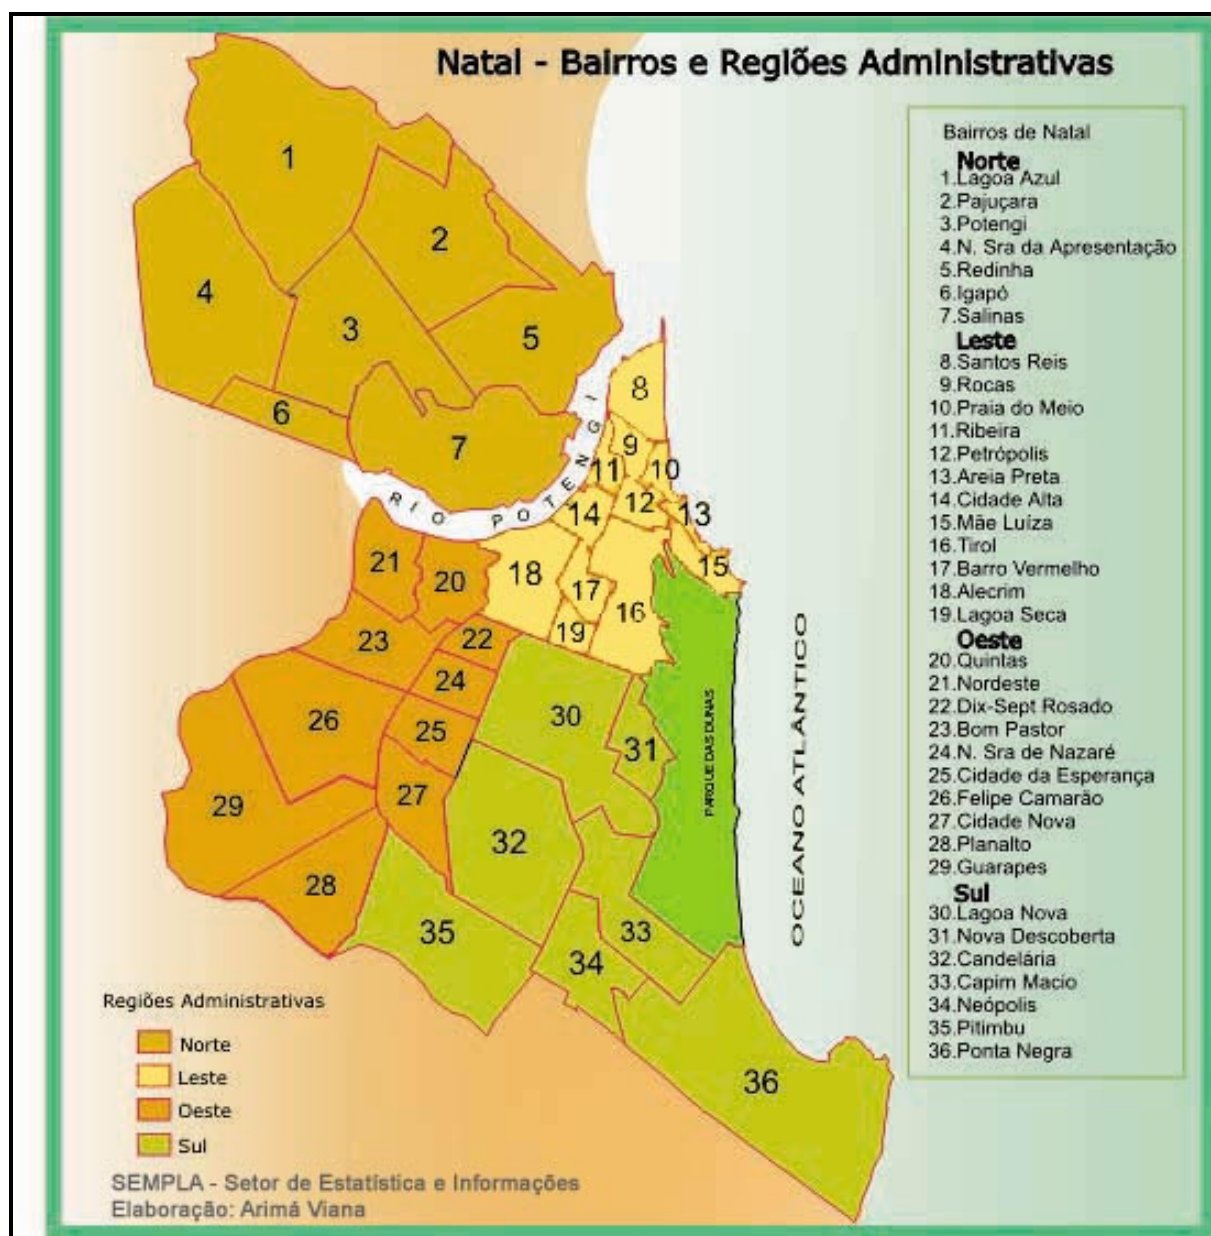 Natal - Bairros e Regiões Administrativas
Bairros de Natal
Norte
1.Lagoa Azul
2.Pajuçara
3.Potengi
4.N. Sra da Apresentação
5.Redinha
6.Igapó
7.Salinas
Leste
8.Santos Reis
9.Rocas
10.Praia do Meio
11.Ribeira
12.Petrópolis
13.Areia Preta
14.Cidade Alta
15.Mãe Luíza
16.Tirol
17.Barro Vermelho
18.Alecrim
19.Lagoa Seca
Oeste
20.Quintas
21.Nordeste
22.Dix-Sept Rosado
23.Bom Pastor
24.N. Sra de Nazaré
25.Cidade da Esperança
26.Felipe Camarão
27.Cidade Nova
28.Planalto
29.Guarapes
Sul
30.Lagoa Nova
31.Nova Descoberta
32.Candelária
33.Capim Macio
34.Neópolis
35.Pitimbu
36.Ponta Negra
1
2
4
3
5
6
7
8
9
10
11
12
13
14
15
RIO POTENGI
21
20
18
17
16
19
22
23
24
25
26
27
28
29
30
31
32
33
34
35
36
PARQUE DAS DUNAS
OCEANO ATLÂNTICO
Regiões Administrativas
Norte
Leste
Oeste
Sul
SEMPLA - Setor de Estatística e Informações
Elaboração: Arimá Viana